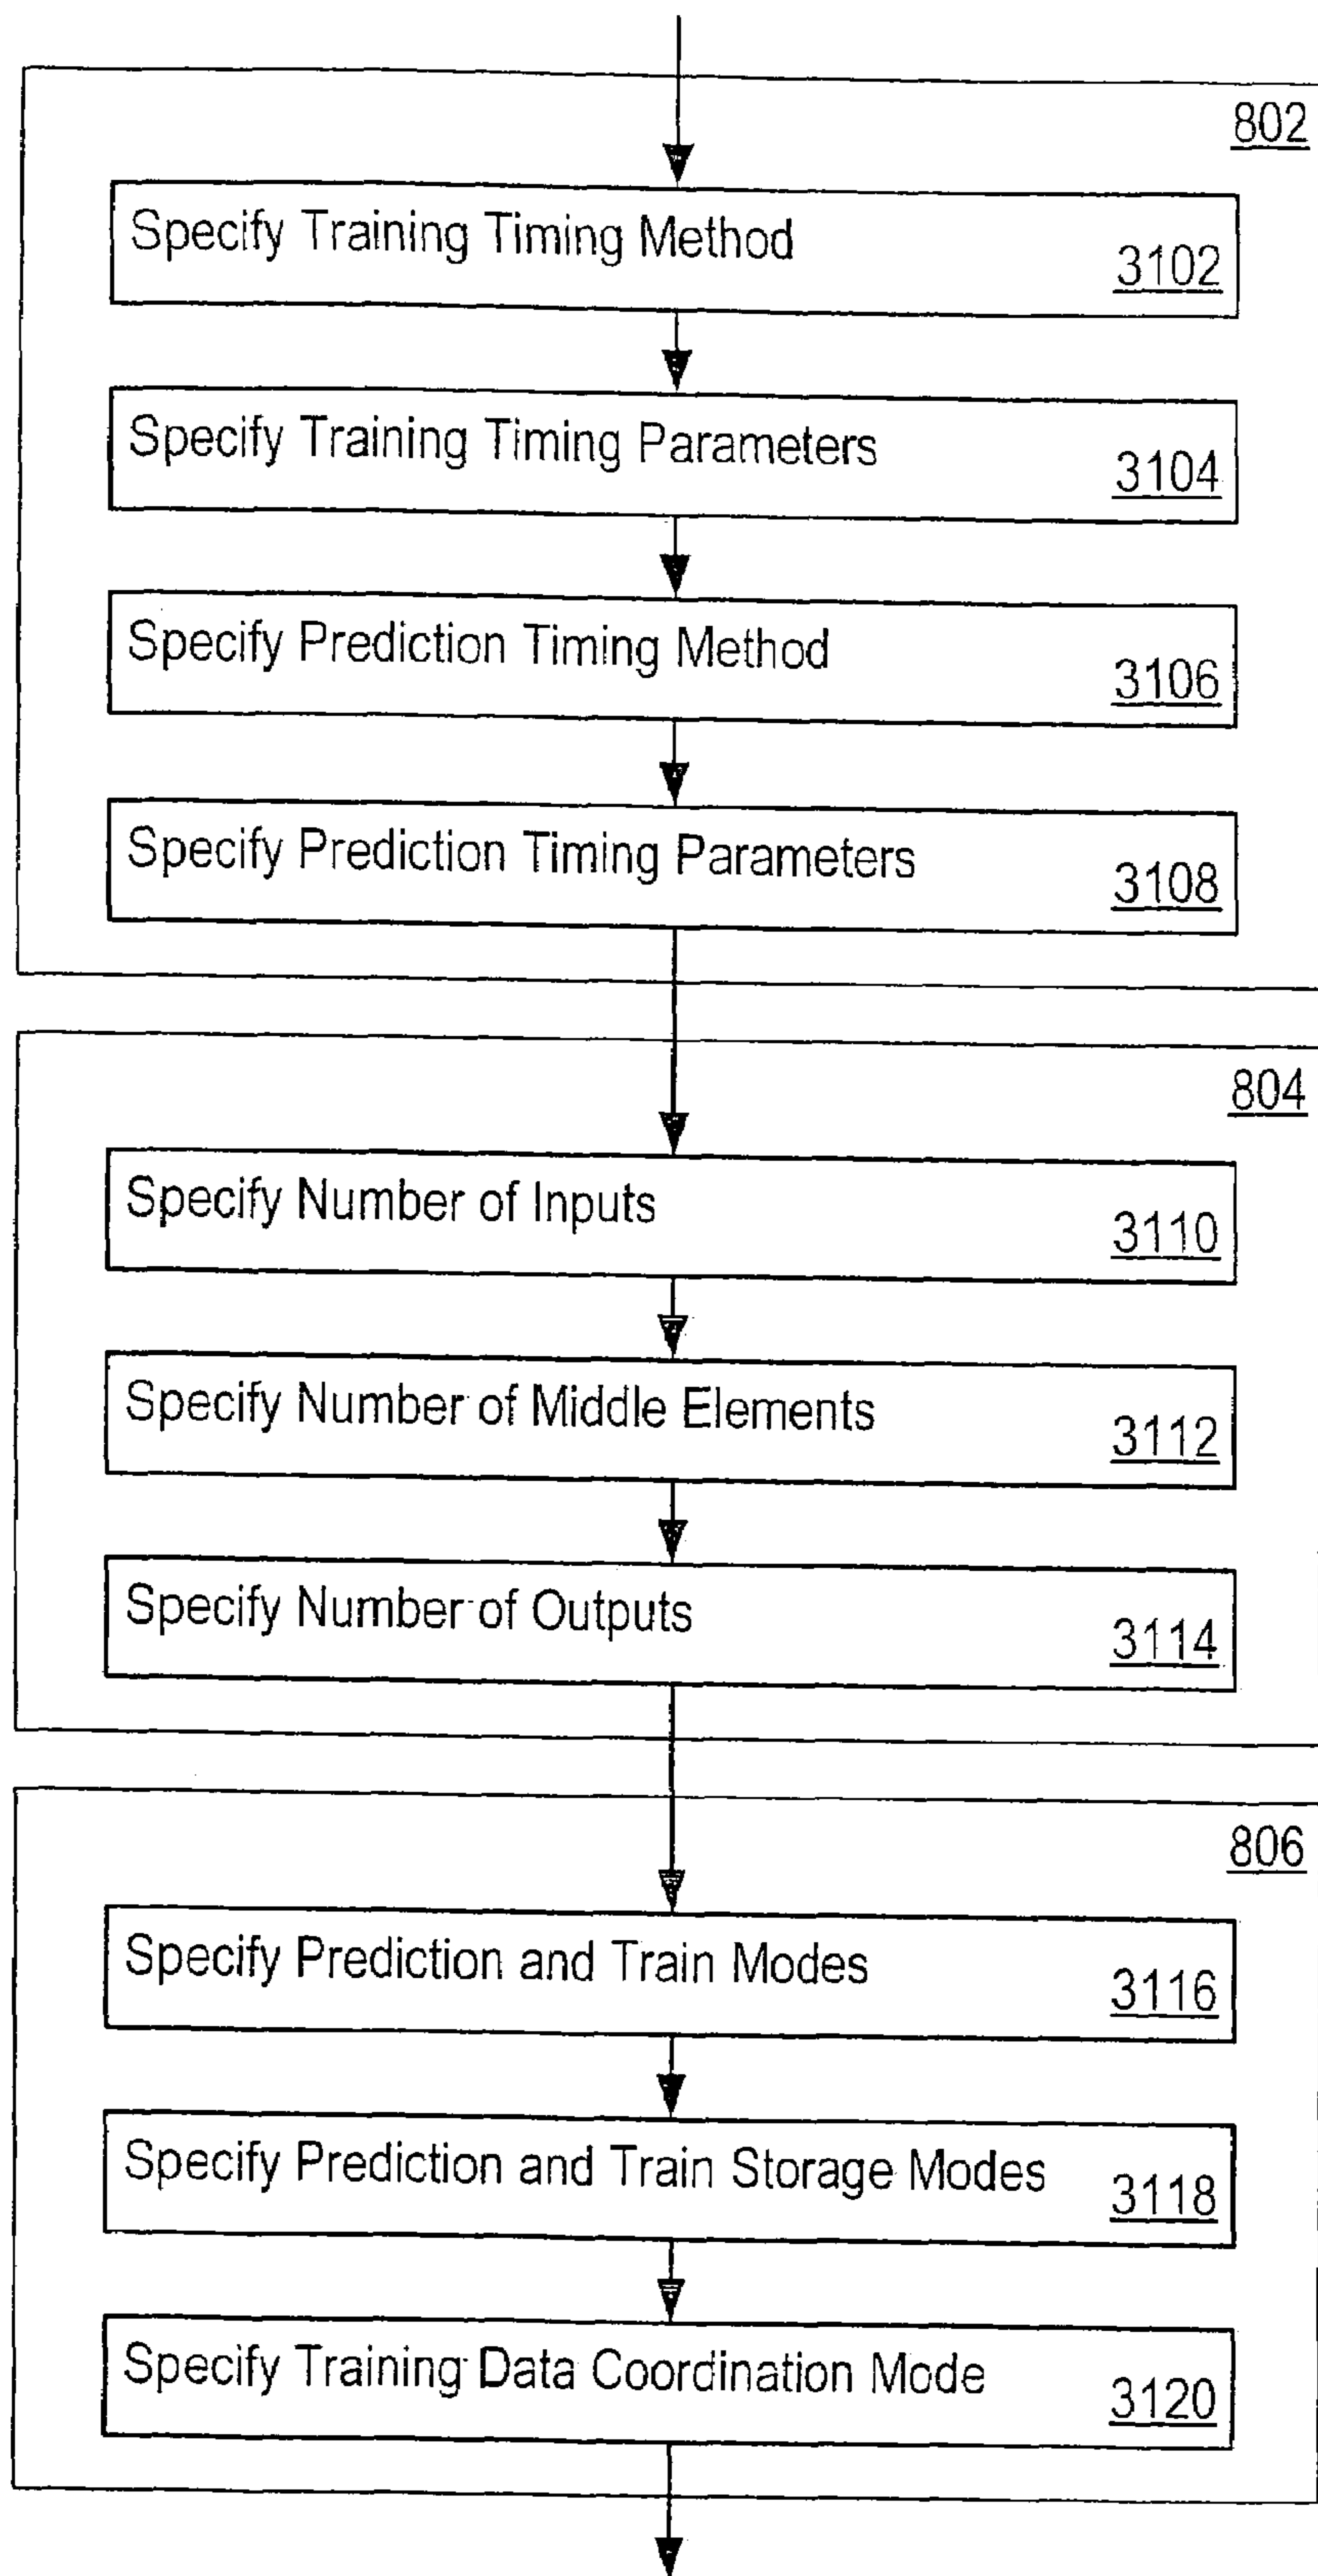 802
Specify Training Timing Method
3102
Specify Training Timing Parameters
3104
Specify Prediction Timing Method
3106
Specify Prediction Timing Parameters
3108
804
Specify Number of Inputs
3110
Specify Number of Middle Elements
3112
Specify Number of Outputs
3114
806
Specify Prediction and Train Modes
3116
Specify Prediction and Train Storage Modes
3118
Specify Training Data Coordination Mode
3120